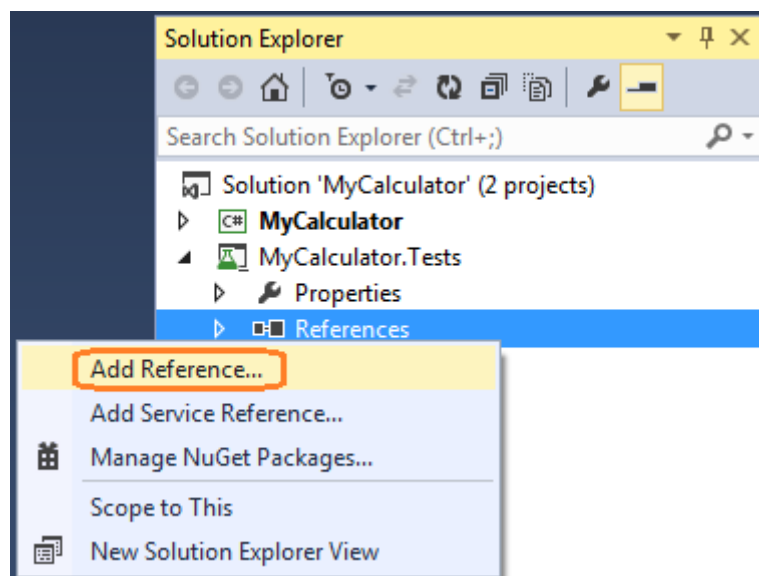 Solution Explorer
Search Solution Explorer (Ctrl+;)
Solution 'MyCalculator' (2 projects)
C# MyCalculator
MyCalculator.Tests
Properties
References
Add Reference...
Add Service Reference...
Manage NuGet Packages...
Scope to This
New Solution Explorer View